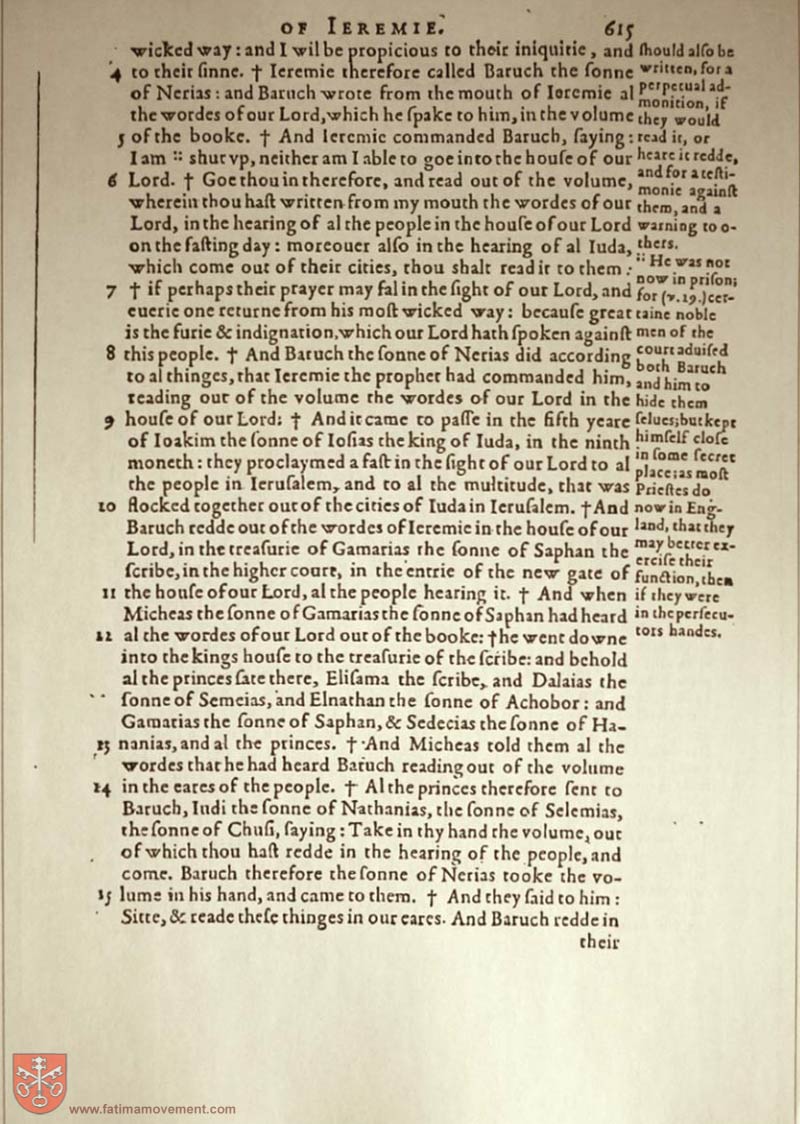 OF IEREMIE. 615
wicked way: and I wil be propicious to their iniquitie, and
4 to their ſinne. † Ieremie therefore called Baruch the ſonne
of Nerias: and Baruch wrote from the mouth of Ieremie al
the wordes of our Lord, which he ſpake to him, in the volume
5 of the booke. † And Ieremie commanded Baruch, ſaying:
I am :: shut vp, neither am I able to goe into the houſe of our
6 Lord. † Goe thou in therefore, and read out of the volume,
wherein thou haſt written from my mouth the wordes of our
Lord, in the hearing of al the people in the houſe of our Lord
on the faſting day: moreouer alſo in the hearing of al Iuda,
which come out of their cities, thou shalt read it to them:
7 † if perhaps their prayer may fal in the ſight of our Lord, and
euerie one returne from his moſt wicked way: becauſe great
is the furie & indignation, which our Lord hath ſpoken againſt
8 this people. † And Baruch the ſonne of Nerias did according
to al thinges, that Ieremie the prophet had commanded him,
reading out of the volume the wordes of our Lord in the
9 houſe of our Lord; † And it came to paſſe in the fifth yeare
of Ioakim the ſonne of Ioſias the king of Iuda, in the ninth
moneth: they proclaymed a faſt in the ſight of our Lord to al
the people in Ieruſalem, and to al the multitude, that was
10 flocked together out of the cities of Iuda in Ieruſalem. † And
Baruch redde out of the wordes of Ieremie in the houſe of our
Lord, in the treaſurie of Gamarias the ſonne of Saphan the
ſcribe, in the higher court, in the entrie of the new gate of
11 the houſe of our Lord, al the people hearing it. † And when
Micheas the ſonne of Gamarias the ſonne of Saphan had heard
12 al the wordes of our Lord out of the booke: † he went downe
into the kings houſe to the treaſurie of the ſcribe: and behold
al the princes ſate there, Eliſama the ſcribe, and Dalaias the
ſonne of Semeias, and Elnathan the ſonne of Achobor: and
Gamarias the ſonne of Saphan, & Sedecias the ſonne of Ha-
13 nanias, and al the princes. † And Micheas told them al the
wordes that he had heard Baruch reading out of the volume
14 in the eares of the people. † Al the princes therefore ſent to
Baruch, Iudi the ſonne of Nathanias, the ſonne of Selemias,
the ſonne of Chuſi, ſaying: Take in thy hand the volume, out
of which thou haſt redde in the hearing of the people, and
come. Baruch therefore the ſonne of Nerias tooke the vo-
15 lume in his hand, and came to them. † And they ſaid to him:
Sitte, & reade theſe thinges in our eares. And Baruch redde in
their
ſhould alſo be
written, for a
perpetual ad-
monition, if
they would
read it, or
heare it redde,
and for a teſti-
monie againſt
them, and a
warning to o-
thers.
:: He was not
now in priſon;
for (v. 19.) cer-
taine noble
men of the
court aduiſed
both Baruch
and him to
hide them
ſelues; but kept
himſelf cloſe
in ſome ſecret
place; as moſt
Prieſtes do
now in Eng-
land, that they
may better ex-
erciſe their
function, then
if they were
in the perſecu-
tors handes.
www.fatimamovement.com